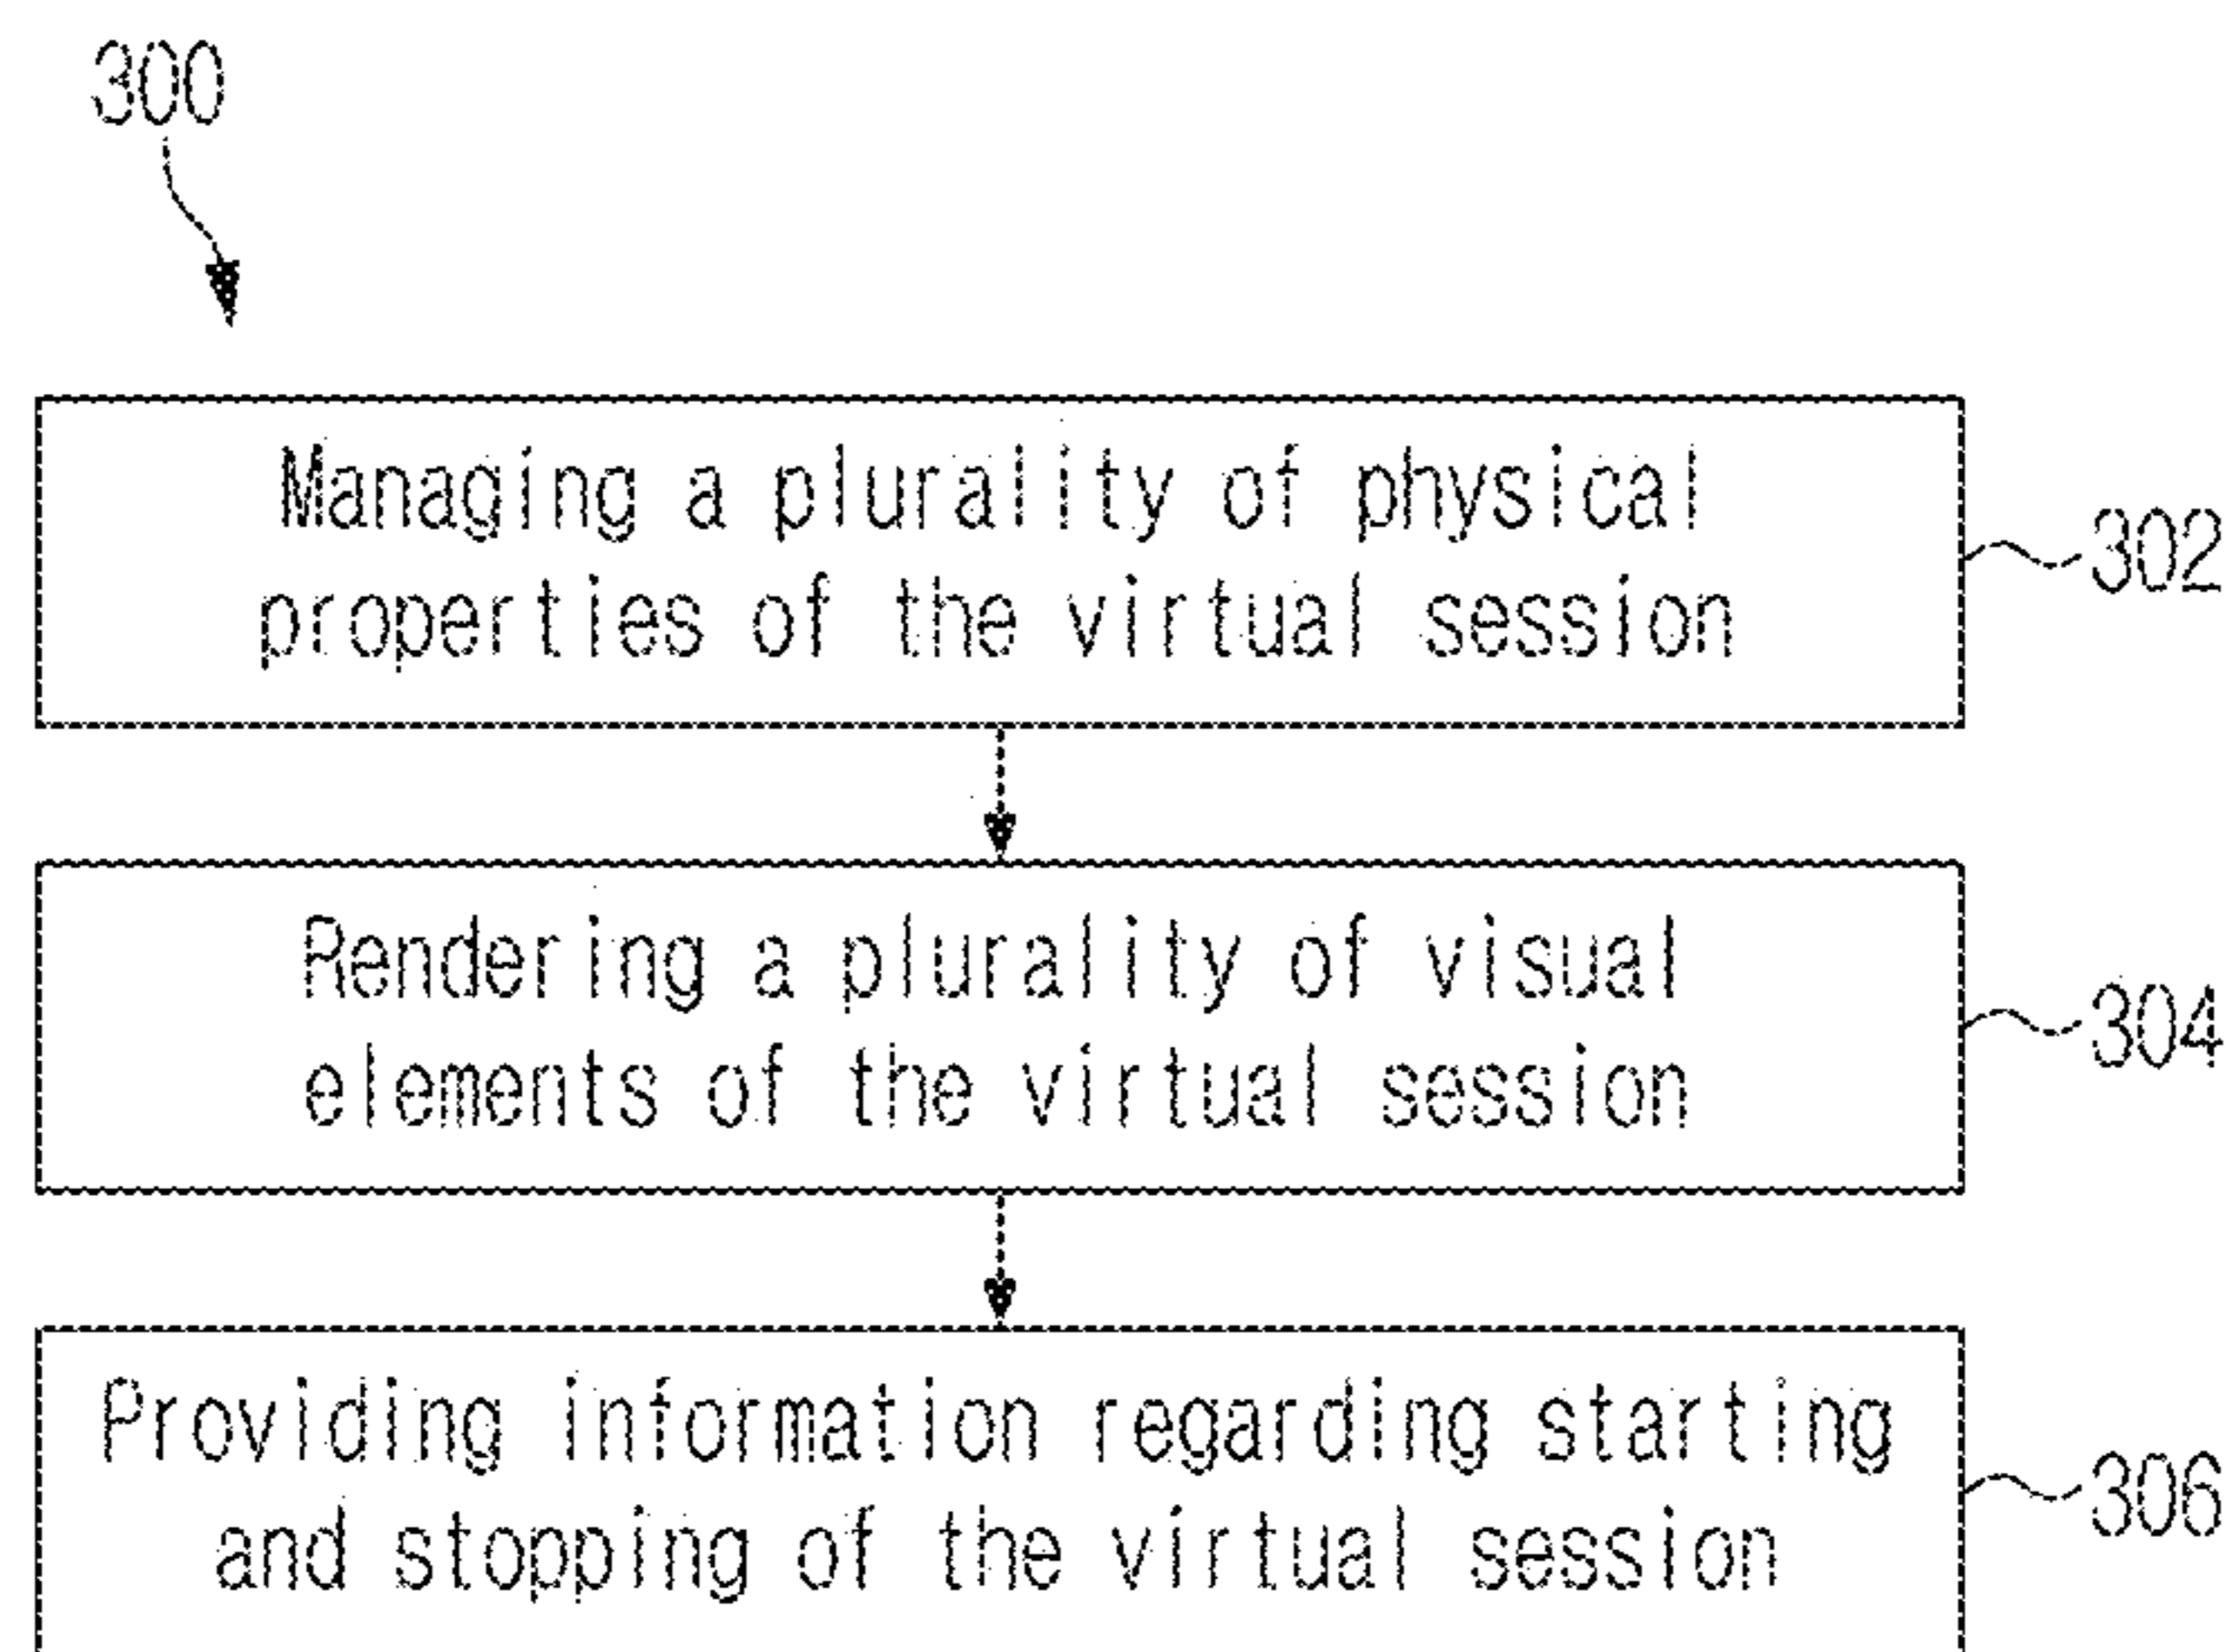 300
Managing a plurality of physical
properties of the virtual session
302
Rendering a plurality of visual
elements of the virtual session
304
Providing information regarding starting
and stopping of the virtual session
306